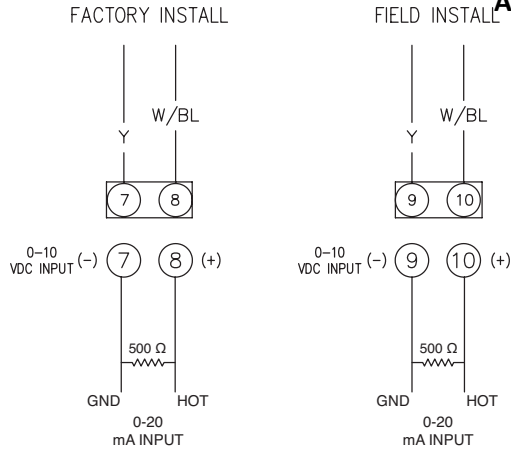 FACTORY INSTALL
Y
W/BL
7
8
0-10
VDC INPUT
(-)
7
8
(+)
500 Ω
GND
HOT
0-20
mA INPUT
FIELD INSTALL
A
Y
W/BL
9
10
0-10
VDC INPUT
(-)
9
10
(+)
500 Ω
GND
HOT
0-20
mA INPUT